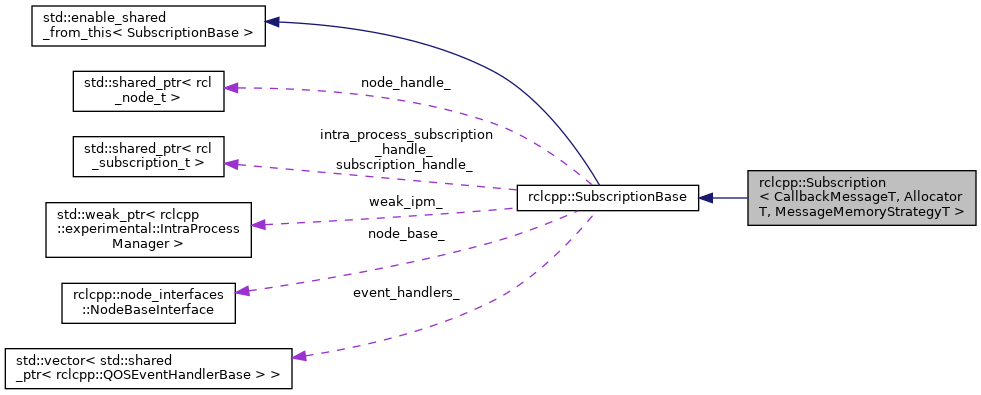 std::enable_shared
_from_this< SubscriptionBase >
std::shared_ptr< rcl
_node_t >
node_handle_
std::shared_ptr< rcl
_subscription_t >
intra_process_subscription
_handle_
subscription_handle_
std::weak_ptr< rclcpp
::experimental::IntraProcess
Manager >
weak_ipm_
rclcpp::node_interfaces
::NodeBaseInterface
node_base_
std::vector< std::shared
_ptr< rclcpp::QOSEventHandlerBase > >
event_handlers_
rclcpp::SubscriptionBase
rclcpp::Subscription
< CallbackMessageT, Allocator
T, MessageMemoryStrategyT >